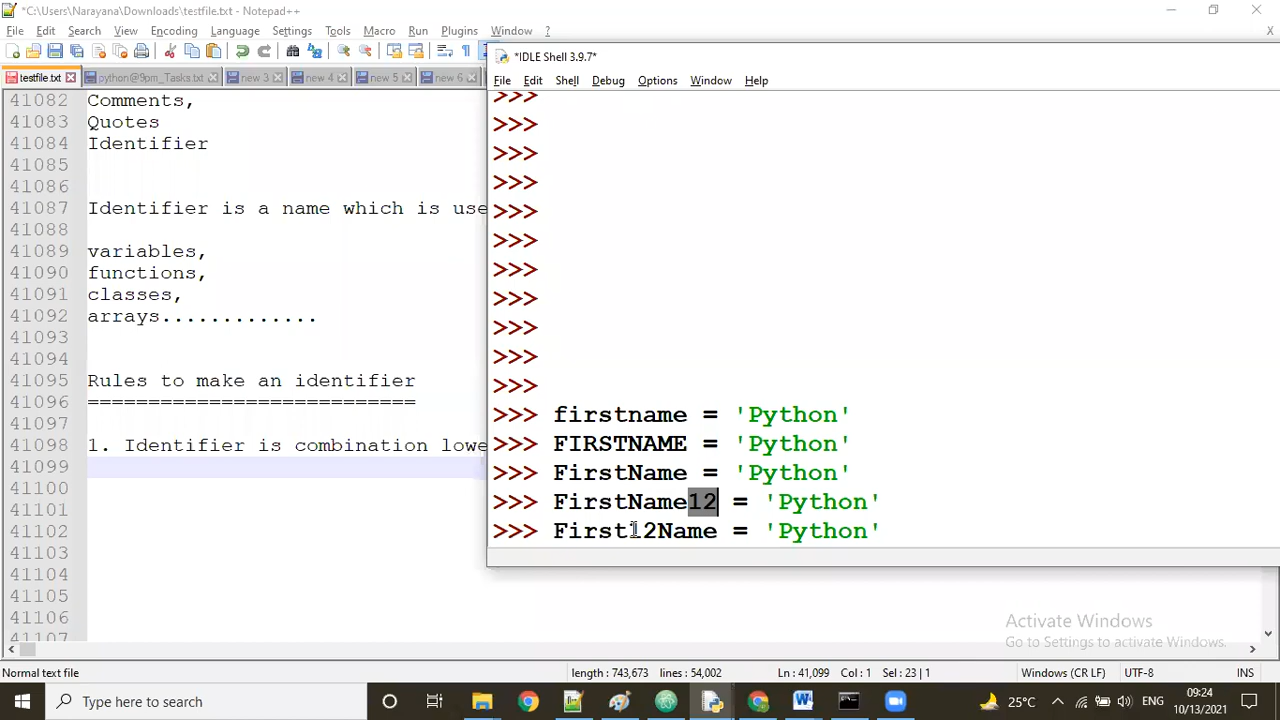 *C:\Users\Narayana\Downloads\testfile.txt - Notepad++
File Edit Search View Encoding Language Settings Tools Macro Run Plugins Window ?
X
testfile.txt python@9pm_Tasks.txt new 3 new 4 new 5 new 6
41082 Comments,
41083 Quotes
41084 Identifier
41085
41086
41087 Identifier is a name which is use
41088
41089 variables,
41090 functions,
41091 classes,
41092 arrays.............
41093
41094
41095 Rules to make an identifier
41096 ===========================
41097
41098 1. Identifier is combination lowe
41099
41100
41101
41102
41103
41104
41105
41106
41107
*IDLE Shell 3.9.7*
File Edit Shell Debug Options Window Help
>>>
>>>
>>>
>>>
>>>
>>>
>>>
>>>
>>>
>>>
>>>
>>> firstname = 'Python'
>>> FIRSTNAME = 'Python'
>>> FirstName = 'Python'
>>> FirstName12 = 'Python'
>>> First12Name = 'Python'
Activate Windows
Go to Settings to activate Windows.
Normal text file length : 743,673 lines : 54,002 Ln : 41,099 Col : 1 Sel : 23 | 1 Windows (CR LF) UTF-8 INS
Type here to search 25°C ENG 09:24
10/13/2021